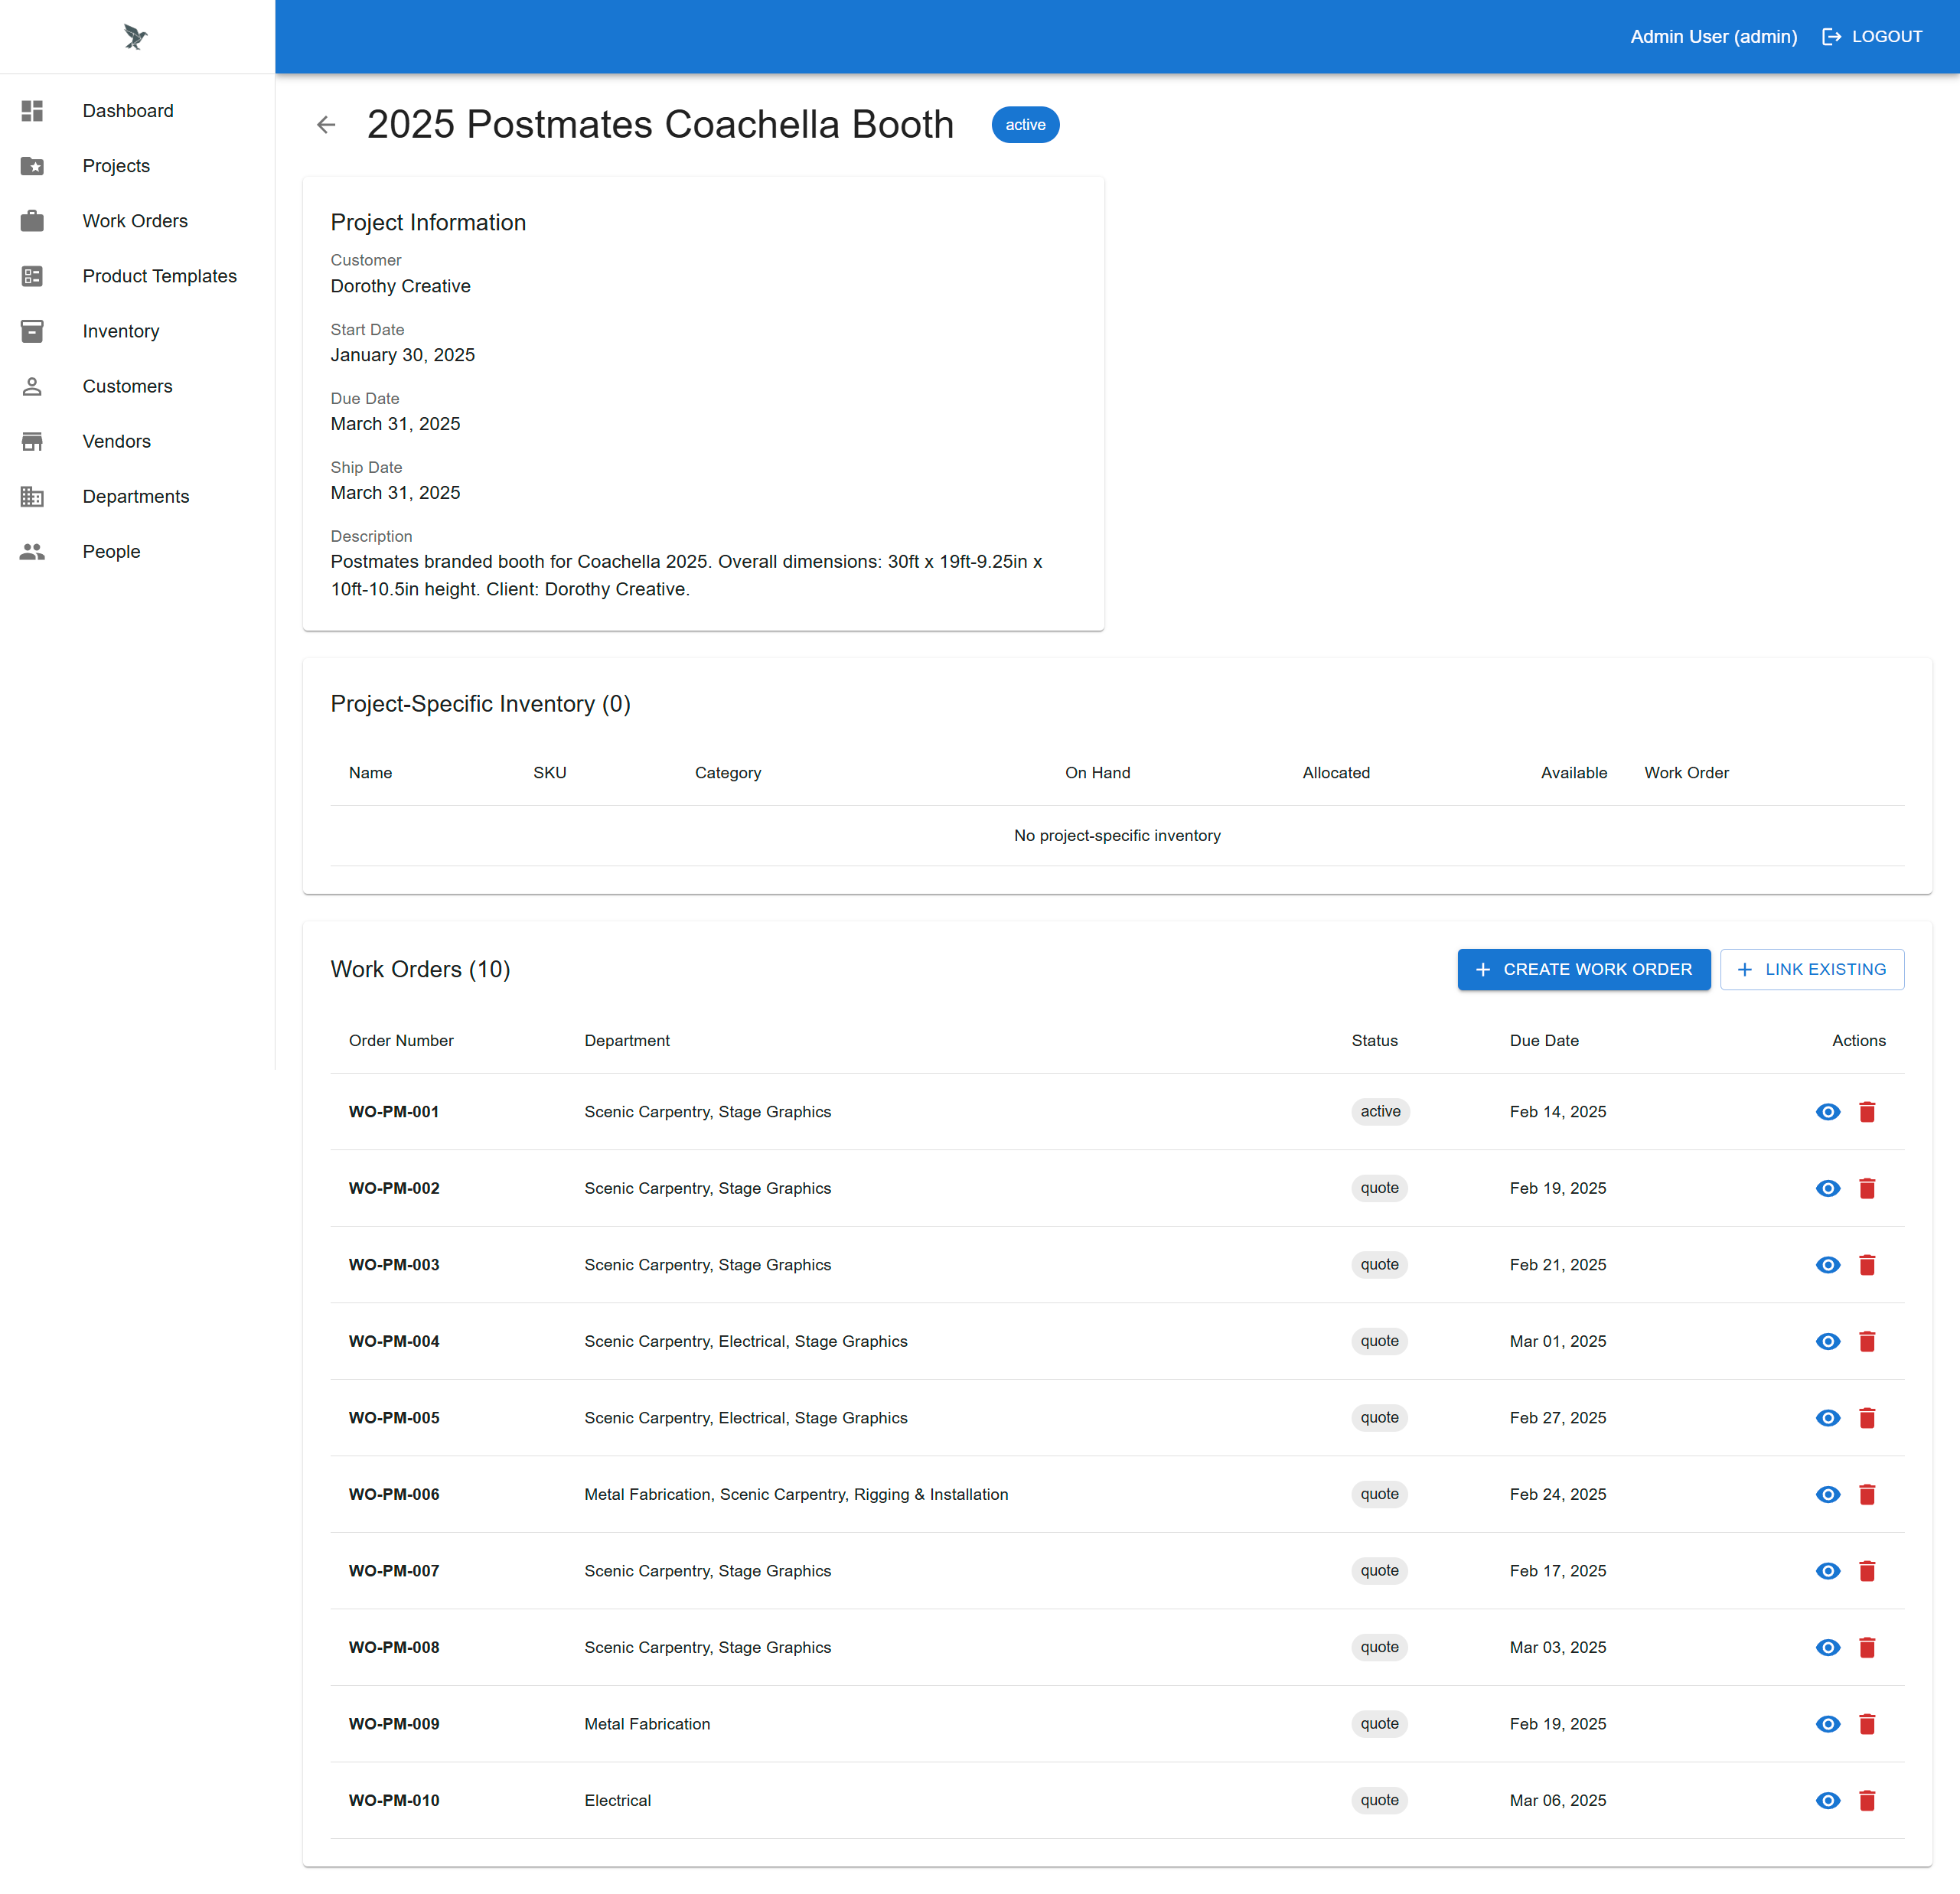 Admin User (admin) LOGOUT
Dashboard
Projects
Work Orders
Product Templates
Inventory
Customers
Vendors
Departments
People
2025 Postmates Coachella Booth active
Project Information
Customer
Dorothy Creative
Start Date
January 30, 2025
Due Date
March 31, 2025
Ship Date
March 31, 2025
Description
Postmates branded booth for Coachella 2025. Overall dimensions: 30ft x 19ft-9.25in x
10ft-10.5in height. Client: Dorothy Creative.
Project-Specific Inventory (0)
Name SKU Category On Hand Allocated Available Work Order
No project-specific inventory
Work Orders (10) CREATE WORK ORDER LINK EXISTING
Order Number Department Status Due Date Actions
WO-PM-001 Scenic Carpentry, Stage Graphics active Feb 14, 2025
WO-PM-002 Scenic Carpentry, Stage Graphics quote Feb 19, 2025
WO-PM-003 Scenic Carpentry, Stage Graphics quote Feb 21, 2025
WO-PM-004 Scenic Carpentry, Electrical, Stage Graphics quote Mar 01, 2025
WO-PM-005 Scenic Carpentry, Electrical, Stage Graphics quote Feb 27, 2025
WO-PM-006 Metal Fabrication, Scenic Carpentry, Rigging & Installation quote Feb 24, 2025
WO-PM-007 Scenic Carpentry, Stage Graphics quote Feb 17, 2025
WO-PM-008 Scenic Carpentry, Stage Graphics quote Mar 03, 2025
WO-PM-009 Metal Fabrication quote Feb 19, 2025
WO-PM-010 Electrical quote Mar 06, 2025